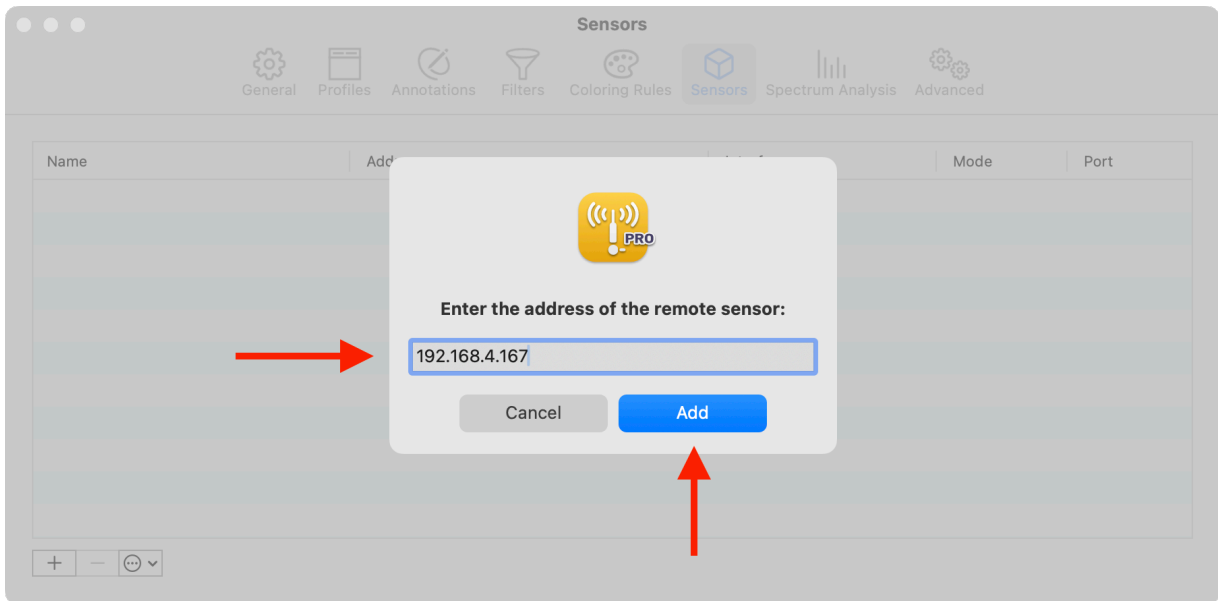 Sensors
General Profiles Annotations Filters Coloring Rules Sensors Spectrum Analysis Advanced
Name Mode Port
PRO
Enter the address of the remote sensor:
192.168.4.167
Cancel Add